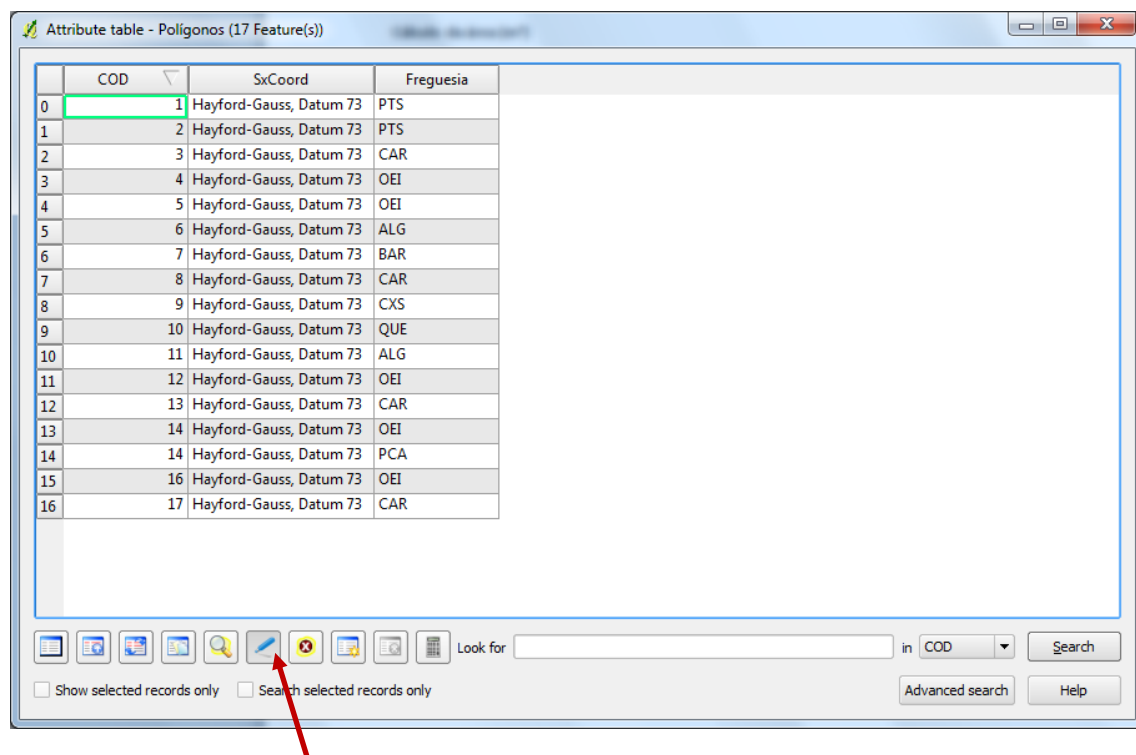 Attribute table - Polígonos (17 Feature(s))
COD SxCoord Freguesia
0 1 Hayford-Gauss, Datum 73 PTS
1 2 Hayford-Gauss, Datum 73 PTS
2 3 Hayford-Gauss, Datum 73 CAR
3 4 Hayford-Gauss, Datum 73 OEI
4 5 Hayford-Gauss, Datum 73 OEI
5 6 Hayford-Gauss, Datum 73 ALG
6 7 Hayford-Gauss, Datum 73 BAR
7 8 Hayford-Gauss, Datum 73 CAR
8 9 Hayford-Gauss, Datum 73 CXS
9 10 Hayford-Gauss, Datum 73 QUE
10 11 Hayford-Gauss, Datum 73 ALG
11 12 Hayford-Gauss, Datum 73 OEI
12 13 Hayford-Gauss, Datum 73 CAR
13 14 Hayford-Gauss, Datum 73 OEI
14 14 Hayford-Gauss, Datum 73 PCA
15 16 Hayford-Gauss, Datum 73 OEI
16 17 Hayford-Gauss, Datum 73 CAR
Look for in COD Search
Show selected records only Search selected records only Advanced search Help